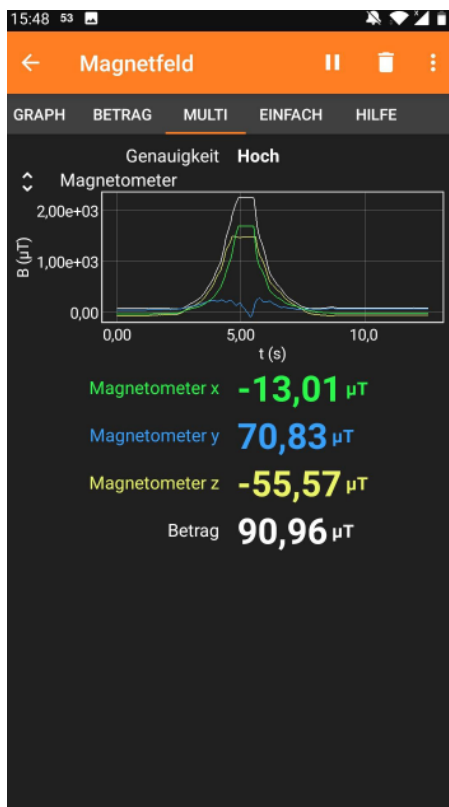 15:48 53
Magnetfeld
GRAPH BETRAG MULTI EINFACH HILFE
Genauigkeit Hoch
Magnetometer
2,00e+03
1,00e+03
0,00
B (µT)
0,00 5,00 10,0
t (s)
Magnetometer x -13,01 µT
Magnetometer y 70,83 µT
Magnetometer z -55,57 µT
Betrag 90,96 µT